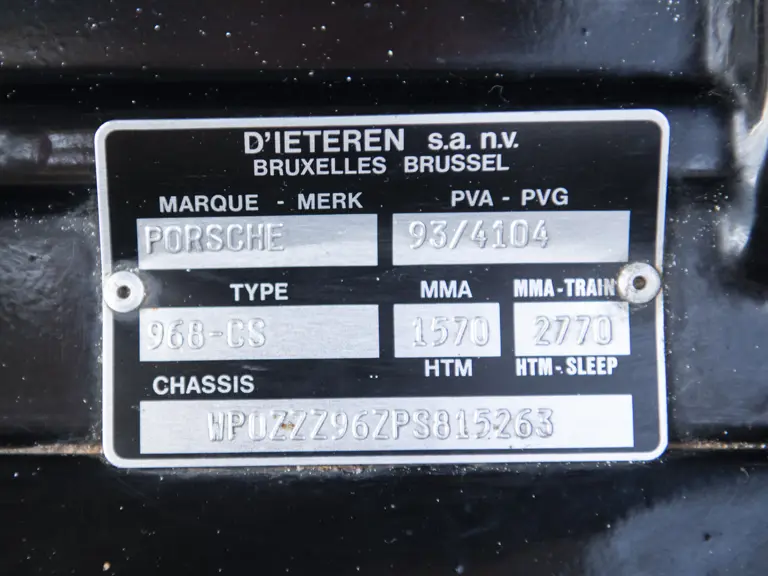 D'IETEREN s.a. n.v.
BRUXELLES BRUSSEL
MARQUE - MERK PVA - PVG
PORSCHE 93/4104
TYPE MMA MMA-TRAIN
968-CS 1570 2770
HTM HTM-SLEEP
CHASSIS
WP0ZZZ96ZPS815263